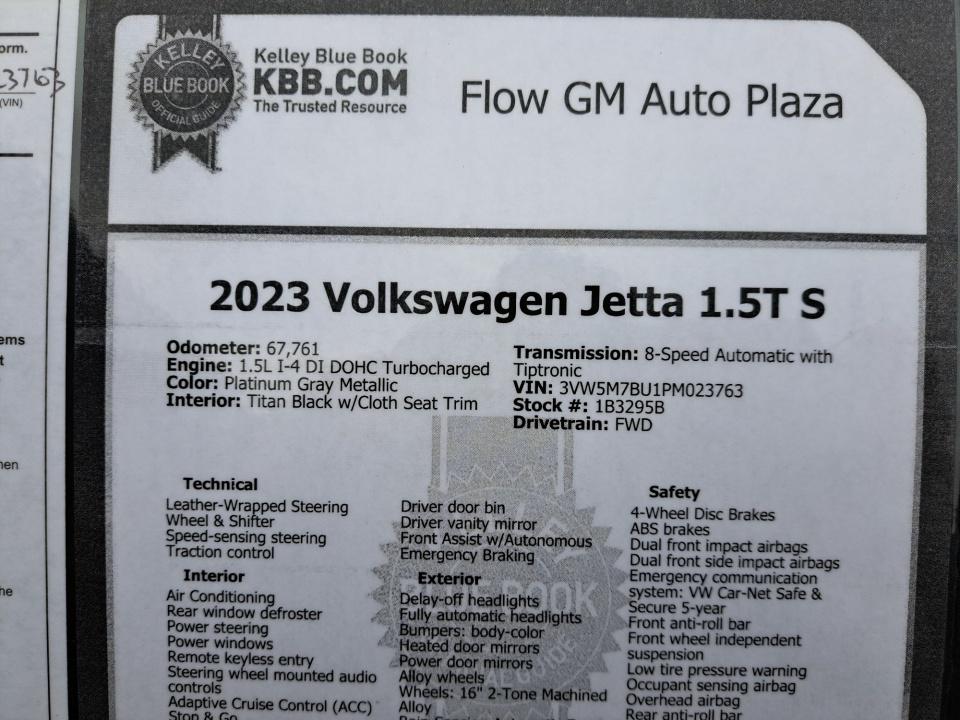 orm.
23763
(VIN)
ems
t
hen
he
KELLEY
BLUE BOOK
OFFICIAL GUIDE
Kelley Blue Book
KBB.COM
The Trusted Resource
Flow GM Auto Plaza
2023 Volkswagen Jetta 1.5T S
Odometer: 67,761
Engine: 1.5L I-4 DI DOHC Turbocharged
Color: Platinum Gray Metallic
Interior: Titan Black w/Cloth Seat Trim
Transmission: 8-Speed Automatic with
Tiptronic
VIN: 3VW5M7BU1PM023763
Stock #: 1B3295B
Drivetrain: FWD
Technical
Leather-Wrapped Steering
Wheel & Shifter
Speed-sensing steering
Traction control
Interior
Air Conditioning
Rear window defroster
Power steering
Power windows
Remote keyless entry
Steering wheel mounted audio
controls
Adaptive Cruise Control (ACC)
Stop & Go
Driver door bin
Driver vanity mirror
Front Assist w/Autonomous
Emergency Braking
Exterior
Delay-off headlights
Fully automatic headlights
Bumpers: body-color
Heated door mirrors
Power door mirrors
Alloy wheels
Wheels: 16" 2-Tone Machined
Alloy
Safety
4-Wheel Disc Brakes
ABS brakes
Dual front impact airbags
Dual front side impact airbags
Emergency communication
system: VW Car-Net Safe &
Secure 5-year
Front anti-roll bar
Front wheel independent
suspension
Low tire pressure warning
Occupant sensing airbag
Overhead airbag
Rear anti-roll bar